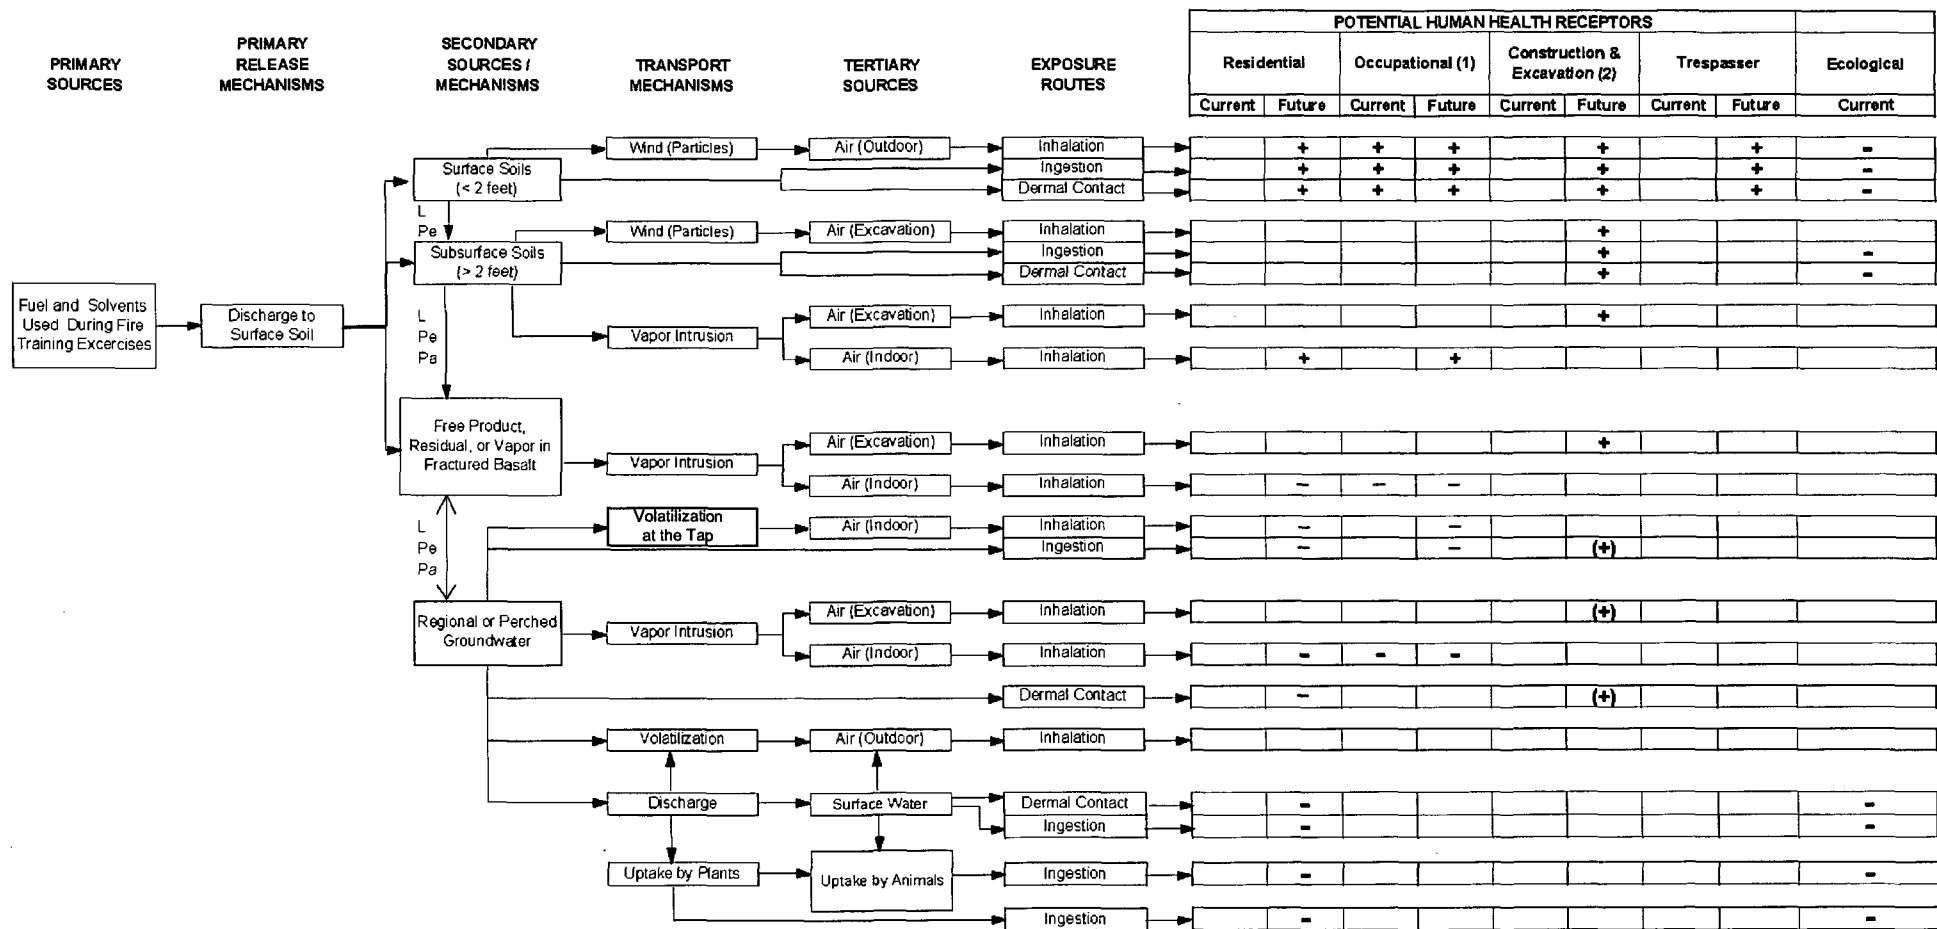 POTENTIAL HUMAN HEALTH RECEPTORS
PRIMARY
SOURCES
PRIMARY
RELEASE
MECHANISMS
SECONDARY
SOURCES /
MECHANISMS
TRANSPORT
MECHANISMS
TERTIARY
SOURCES
EXPOSURE
ROUTES
Residential
Occupational (1)
Construction &
Excavation (2)
Trespasser
Ecological
Current Future Current Future Current Future Current Future Current
Fuel and Solvents
Used During Fire
Training Excercises
Discharge to
Surface Soil
Surface Soils
(< 2 feet)
Wind (Particles) Air (Outdoor) Inhalation + + + + + -
Ingestion + + + + + -
Dermal Contact + + + + + -
L
Pe
Subsurface Soils
(> 2 feet)
Wind (Particles) Air (Excavation) Inhalation +
Ingestion + -
Dermal Contact + -
L
Pe
Pa
Vapor Intrusion
Air (Excavation) Inhalation +
Air (Indoor) Inhalation + +
Free Product,
Residual, or Vapor in
Fractured Basalt
Vapor Intrusion
Air (Excavation) Inhalation +
Air (Indoor) Inhalation - - -
L
Pe
Pa
Volatilization
at the Tap
Air (Indoor) Inhalation - -
Ingestion - - (+)
Regional or Perched
Groundwater
Vapor Intrusion
Air (Excavation) Inhalation (+)
Air (Indoor) Inhalation - - -
Dermal Contact - (+)
Volatilization Air (Outdoor) Inhalation
Discharge Surface Water Dermal Contact - -
Ingestion - -
Uptake by Plants Uptake by Animals Ingestion - -
Ingestion - -